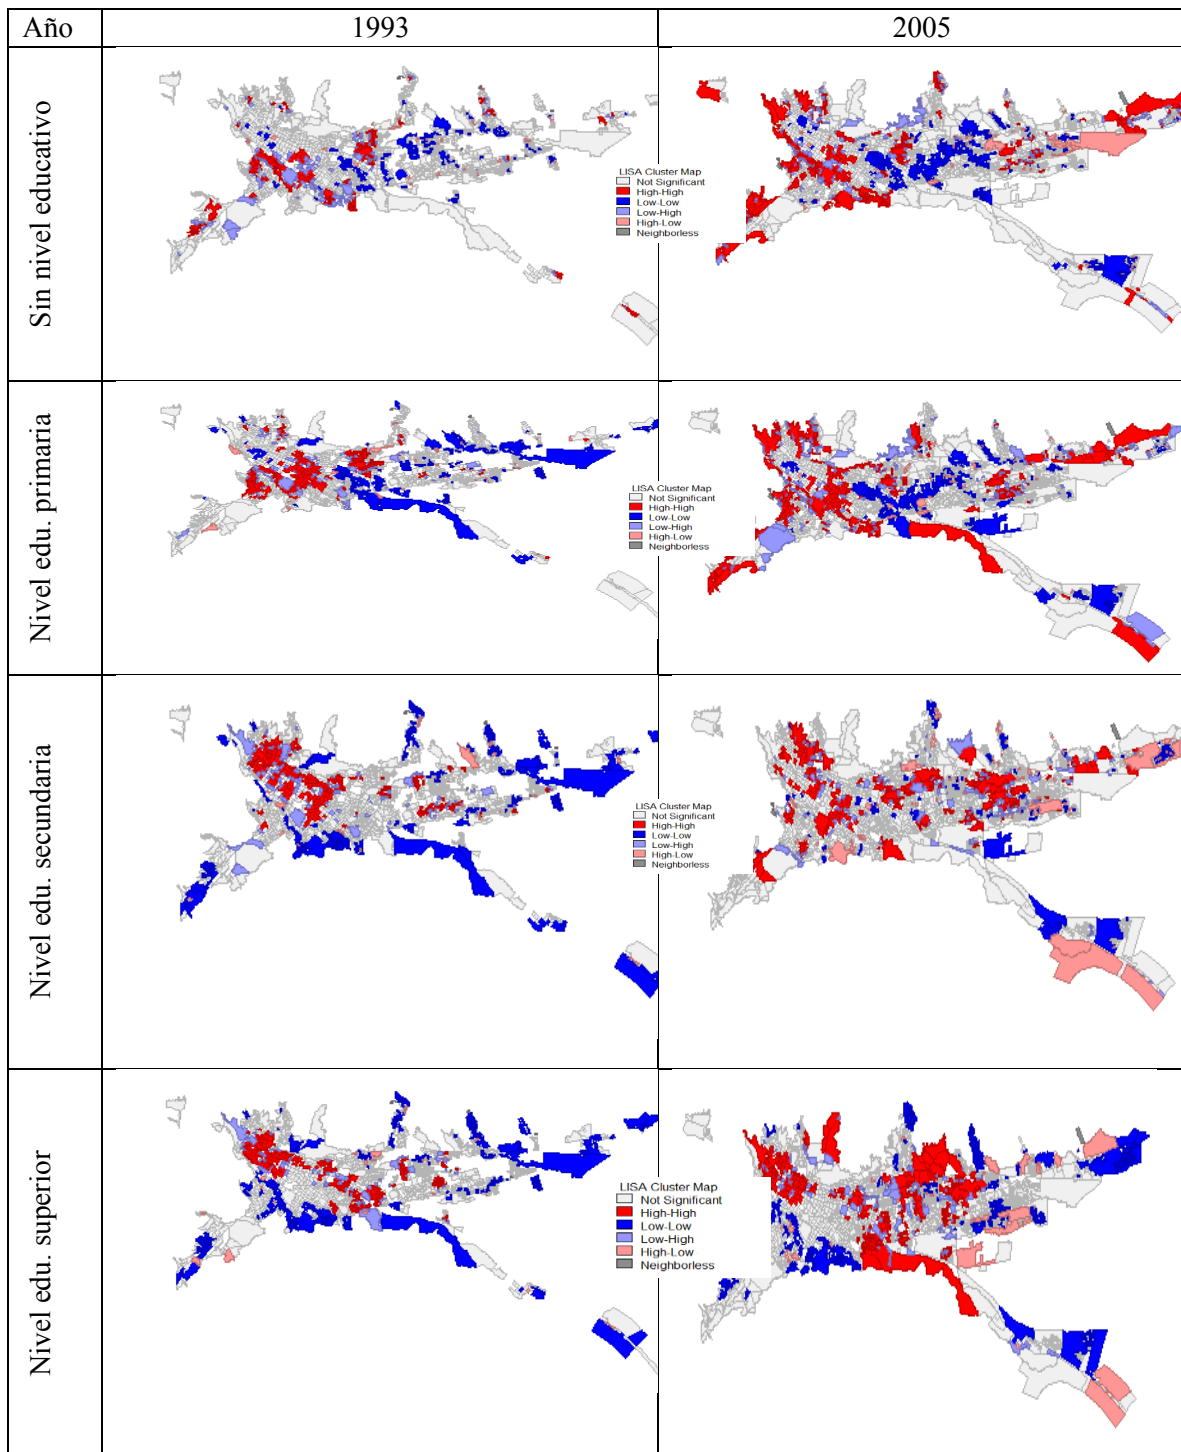 Año 1993 2005
Sin nivel educativo
LISA Cluster Map
Not Significant
High-High
Low-Low
Low-High
High-Low
Neighborless
Nivel edu. primaria
LISA Cluster Map
Not Significant
High-High
Low-Low
Low-High
High-Low
Neighborless
Nivel edu. secundaria
LISA Cluster Map
Not Significant
High-High
Low-Low
Low-High
High-Low
Neighborless
Nivel edu. superior
LISA Cluster Map
Not Significant
High-High
Low-Low
Low-High
High-Low
Neighborless